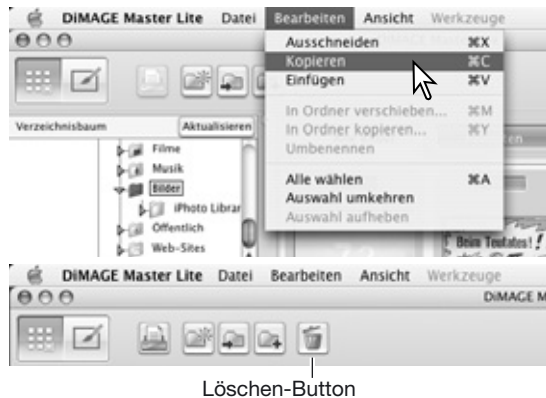 DiMAGE Master Lite Datei Bearbeiten Ansicht Werkzeuge
Ausschneiden ⌘X
Kopieren ⌘C
Einfügen ⌘V
In Ordner verschieben... ⌘M
In Ordner kopieren... ⌘Y
Umbenennen
Alle wählen ⌘A
Auswahl umkehren
Auswahl aufheben
Verzeichnisbaum Aktualisieren
Filme
Musik
Bilder
iPhoto Librar
Öffentlich
Web-Sites
Beim Teutates!
DiMAGE Master Lite Datei Bearbeiten Ansicht Werkzeuge
DiMAGE M
Löschen-Button